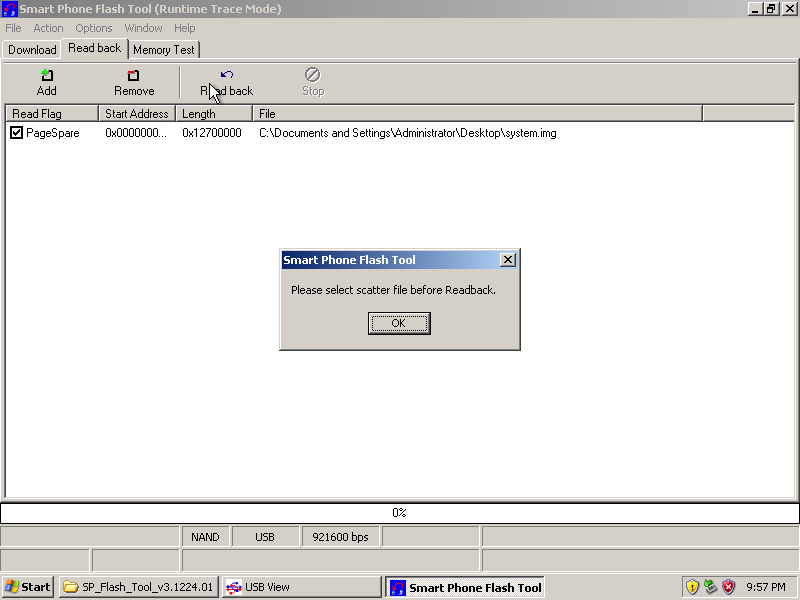 Smart Phone Flash Tool (Runtime Trace Mode)
File Action Options Window Help
Download Read back Memory Test
Add Remove Read back Stop
Read Flag Start Address Length File
PageSpare 0x0000000... 0x12700000 C:\Documents and Settings\Administrator\Desktop\system.img
Smart Phone Flash Tool
Please select scatter file before Readback.
OK
0%
NAND USB 921600 bps
Start SP_Flash_Tool_v3.1224.01 USB View Smart Phone Flash Tool 9:57 PM